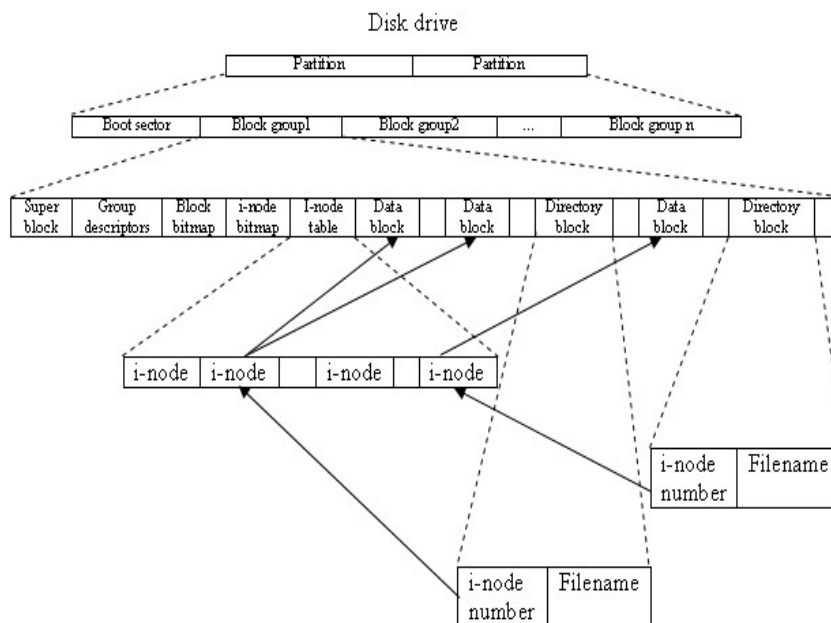 Disk drive
Partition Partition
Boot sector Block group1 Block group2 ... Block group n
Super Group Block i-node I-node Data Data Directory Data Directory
block descriptors bitmap bitmap table block block block block block
i-node i-node i-node i-node
i-node Filename
number
i-node Filename
number